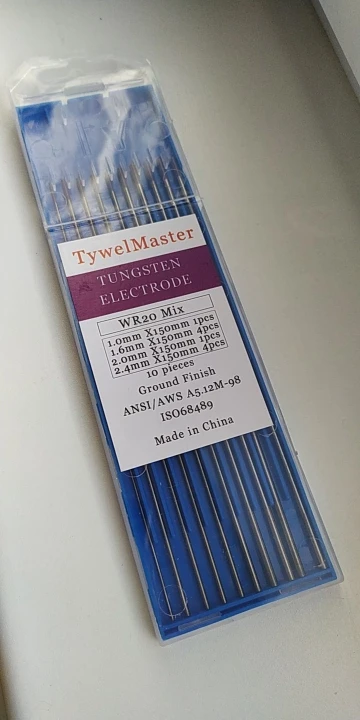 TywelMaster
TUNGSTEN
ELECTRODE
WR20 Mix
1.0mm X150mm 1pcs
1.6mm X150mm 4pcs
2.0mm X150mm 1pcs
2.4mm X150mm 4pcs
10 pieces
Ground Finish
ANSI/AWS A5.12M-98
ISO68489
Made in China